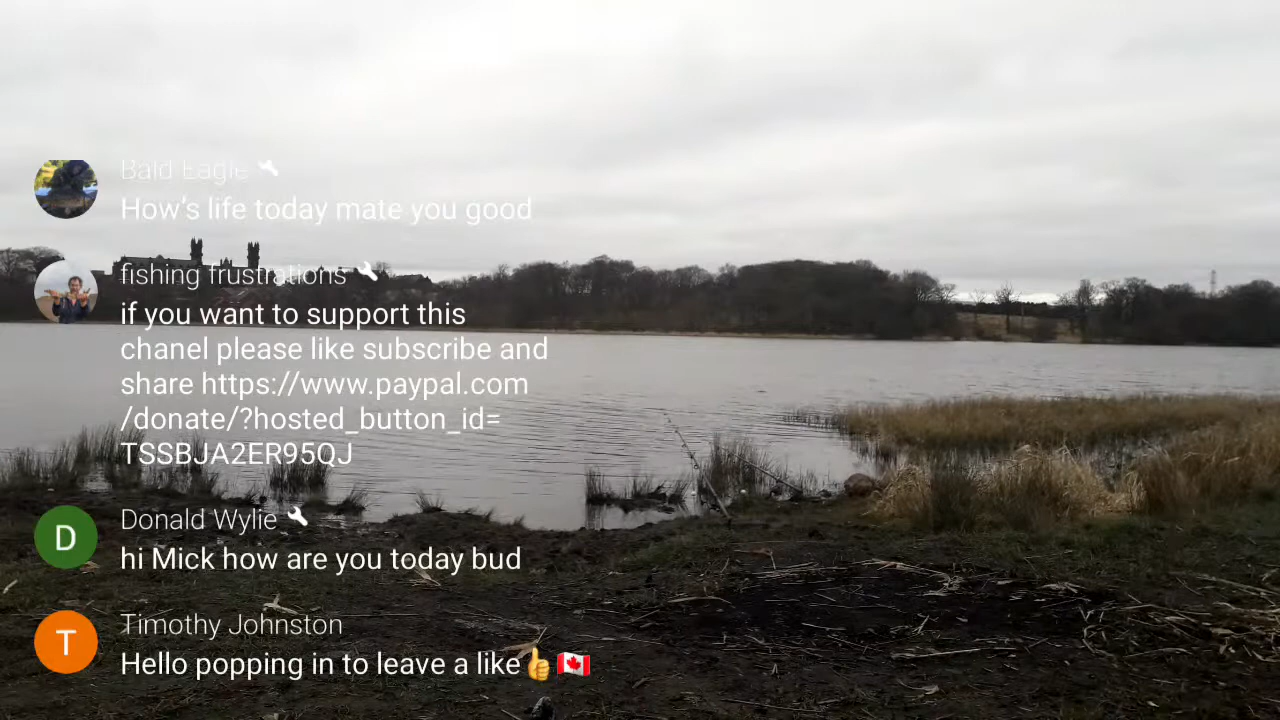 Bald Eagle
How's life today mate you good
fishing frustrations
if you want to support this
chanel please like subscribe and
share https://www.paypal.com
/donate/?hosted_button_id=
TSSBJA2ER95QJ
D
Donald Wylie
hi Mick how are you today bud
T
Timothy Johnston
Hello popping in to leave a like👍🇨🇦